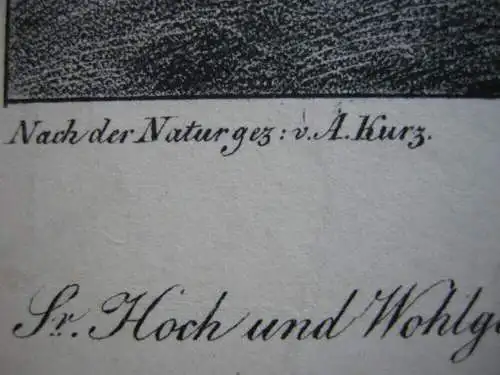 Nach der Natur gez: v. A. Kurz.
Sr. Hoch und Wohlge